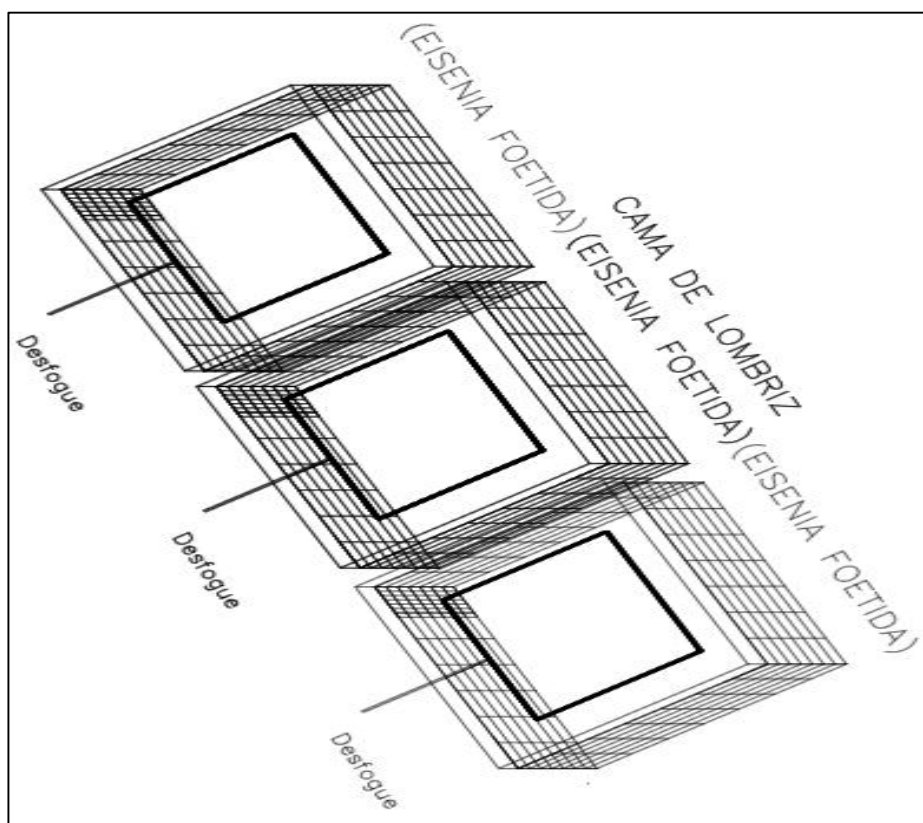 CAMA DE LOMBRIZ
(EISENIA FOETIDA)(EISENIA FOETIDA)(EISENIA FOETIDA)
Desfogue
Desfogue
Desfogue